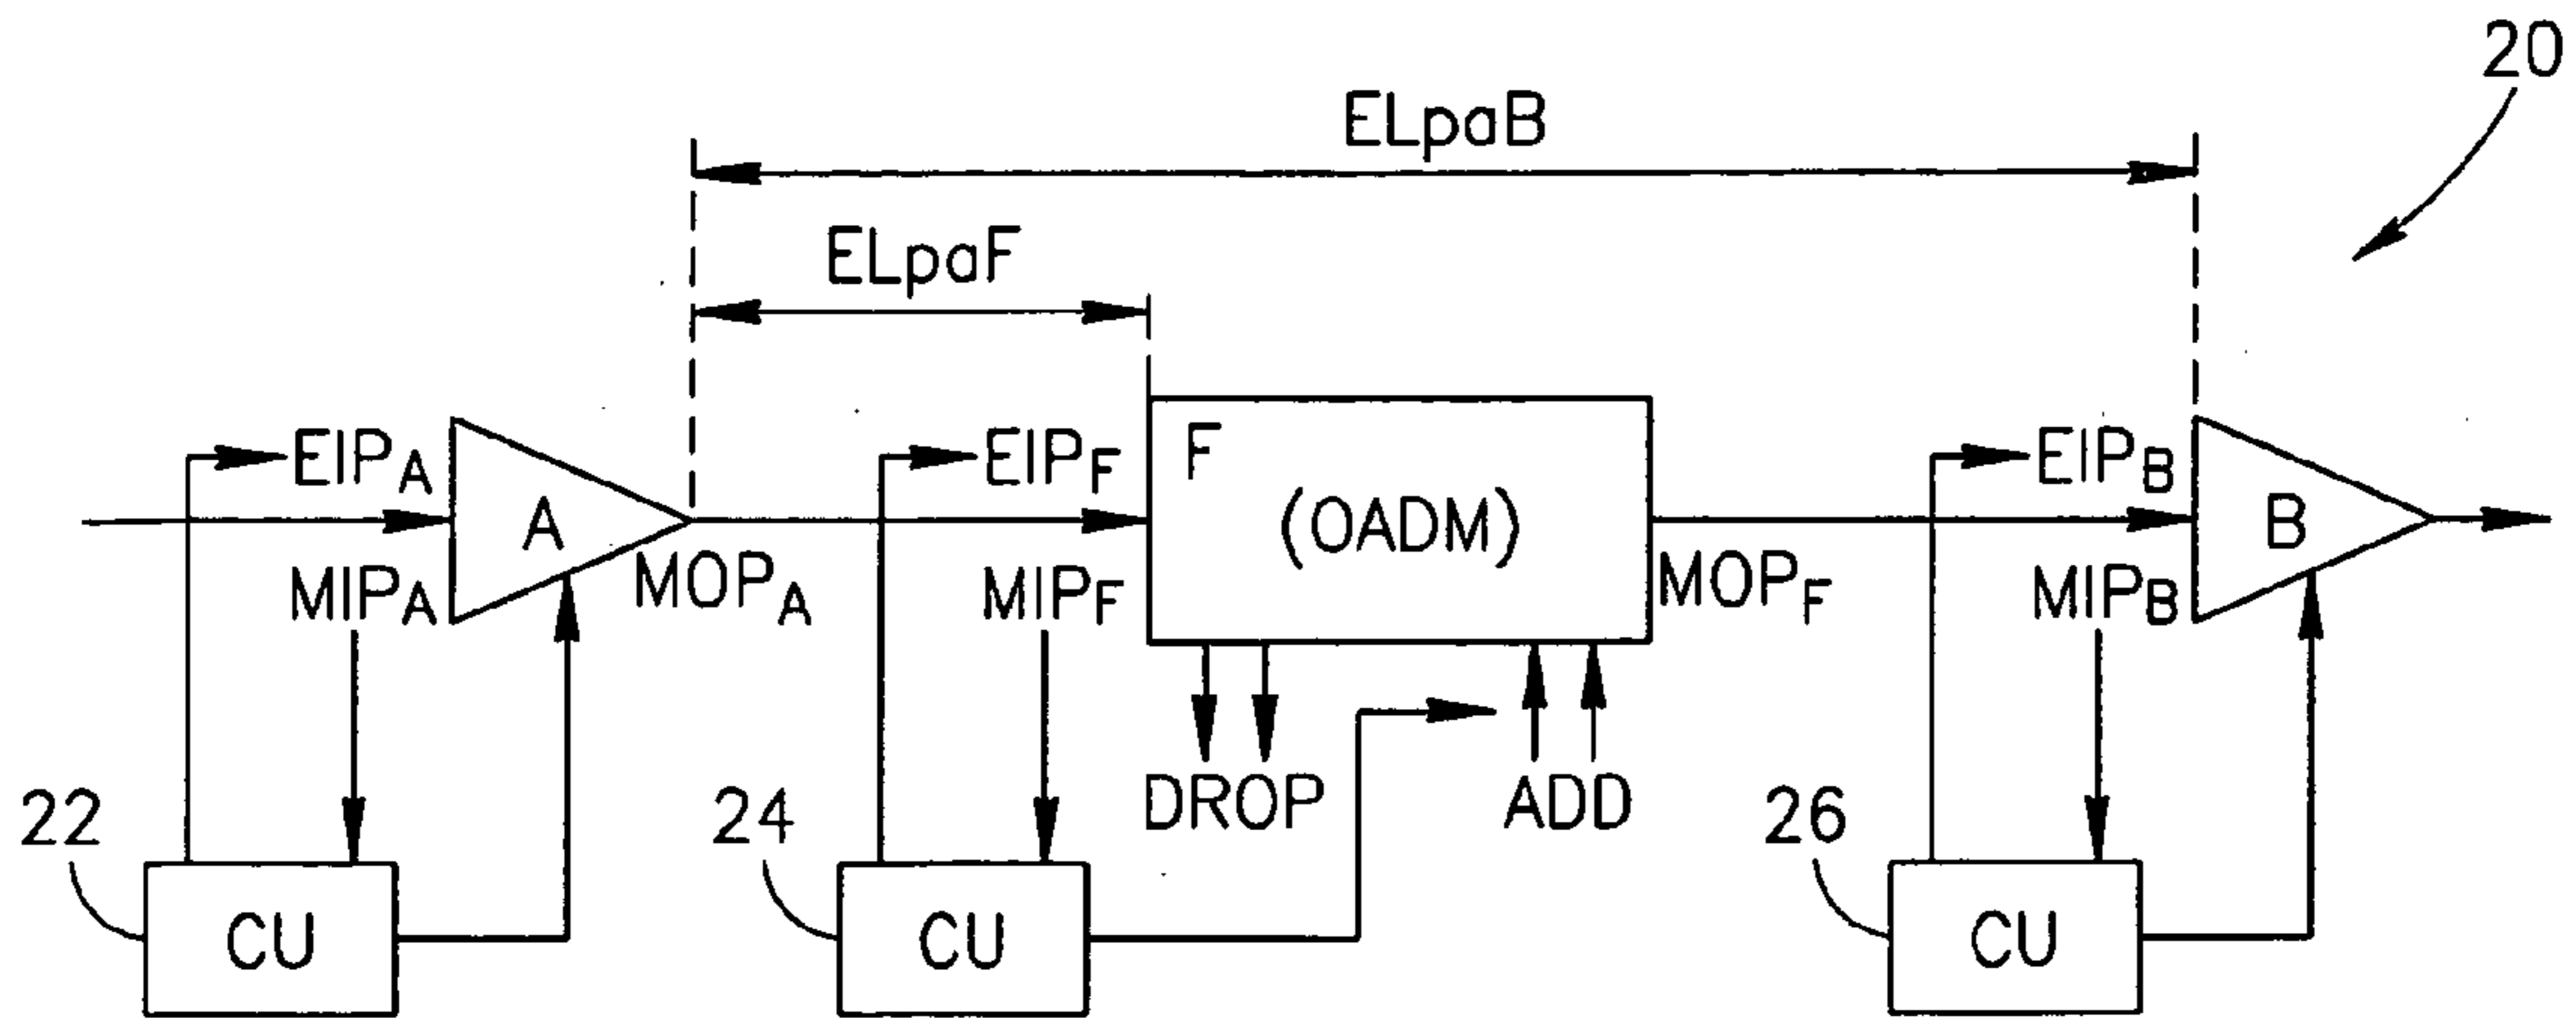 20
ELpaB
ELpaF
EIPA
A
MIPA
MOPA
EIPF
MIPF
F
(OADM)
MOPF
EIPB
B
MIPB
DROP
ADD
22
CU
24
CU
26
CU